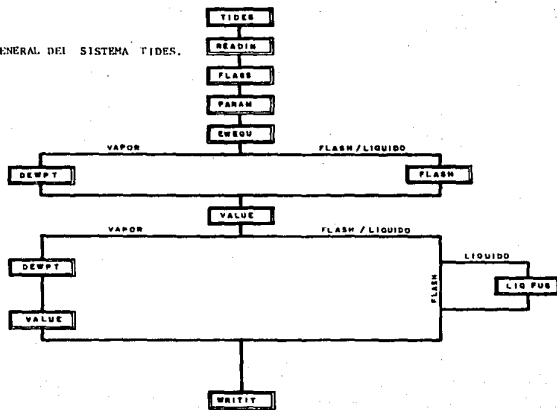 TIDES
READIN
ENERAL DEL SISTEMA TIDES.
FLAGS
PARAM
EWEQU
VAPOR FLASH/LIQUIDO
DEWPT FLASH
VALUE
VAPOR FLASH/LIQUIDO
LIQUIDO
DEWPT
FLASH
LIQ FUG
VALUE
WRITIT